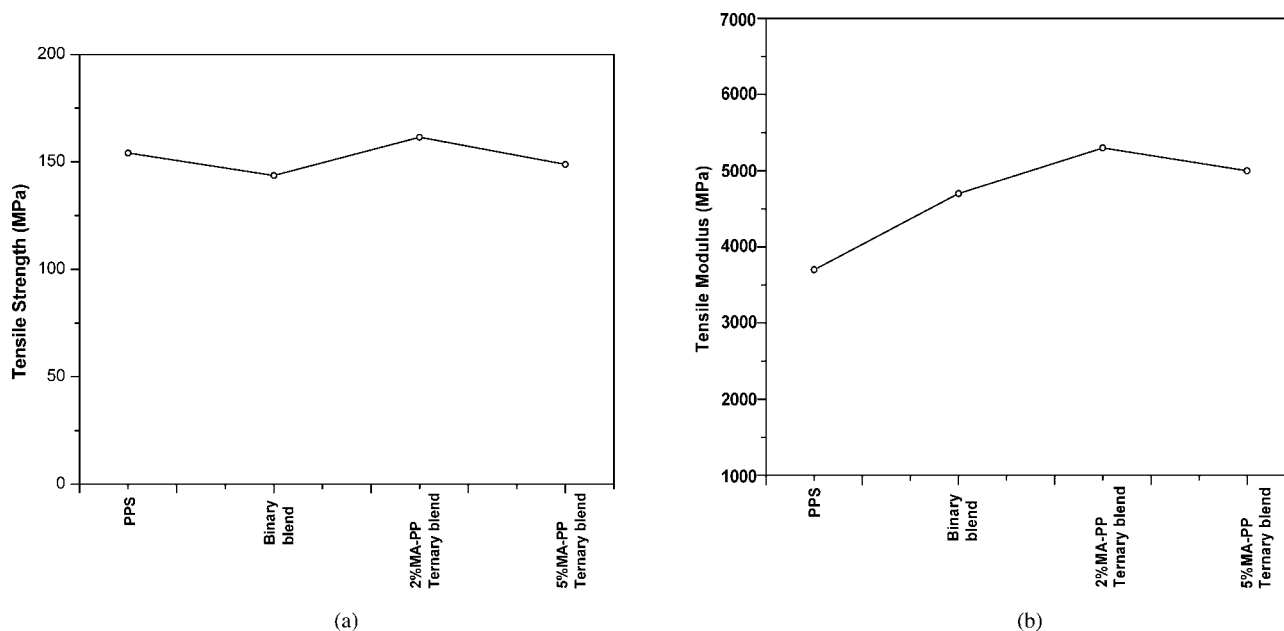 200
150
100
50
0
Tensile Strength (MPa)
PPS
Binary
blend
2%MA-PP
Ternary blend
5%MA-PP
Ternary blend
(a)
7000
6000
5000
4000
3000
2000
1000
Tensile Modulus (MPa)
PPS
Binary
blend
2%MA-PP
Ternary blend
5%MA-PP
Ternary blend
(b)